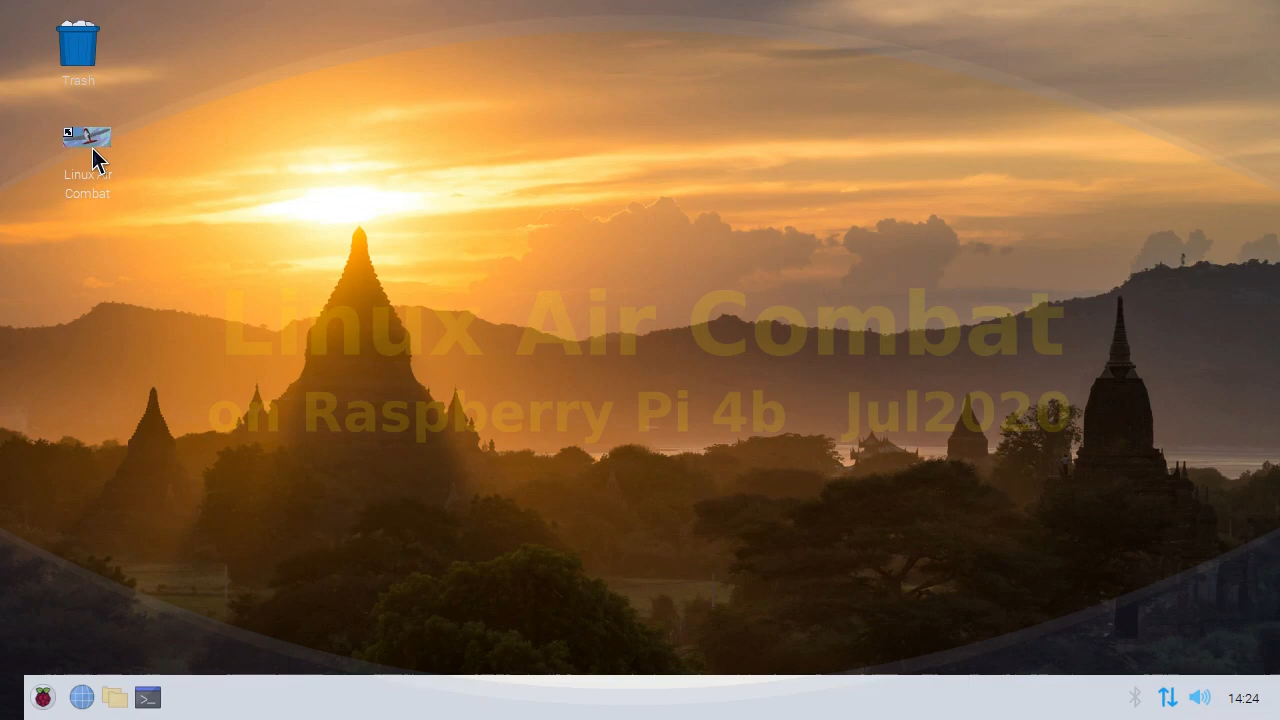 Trash
Linux Air
Combat
Linux Air Combat
on Raspberry Pi 4b Jul2020
>_
14:24